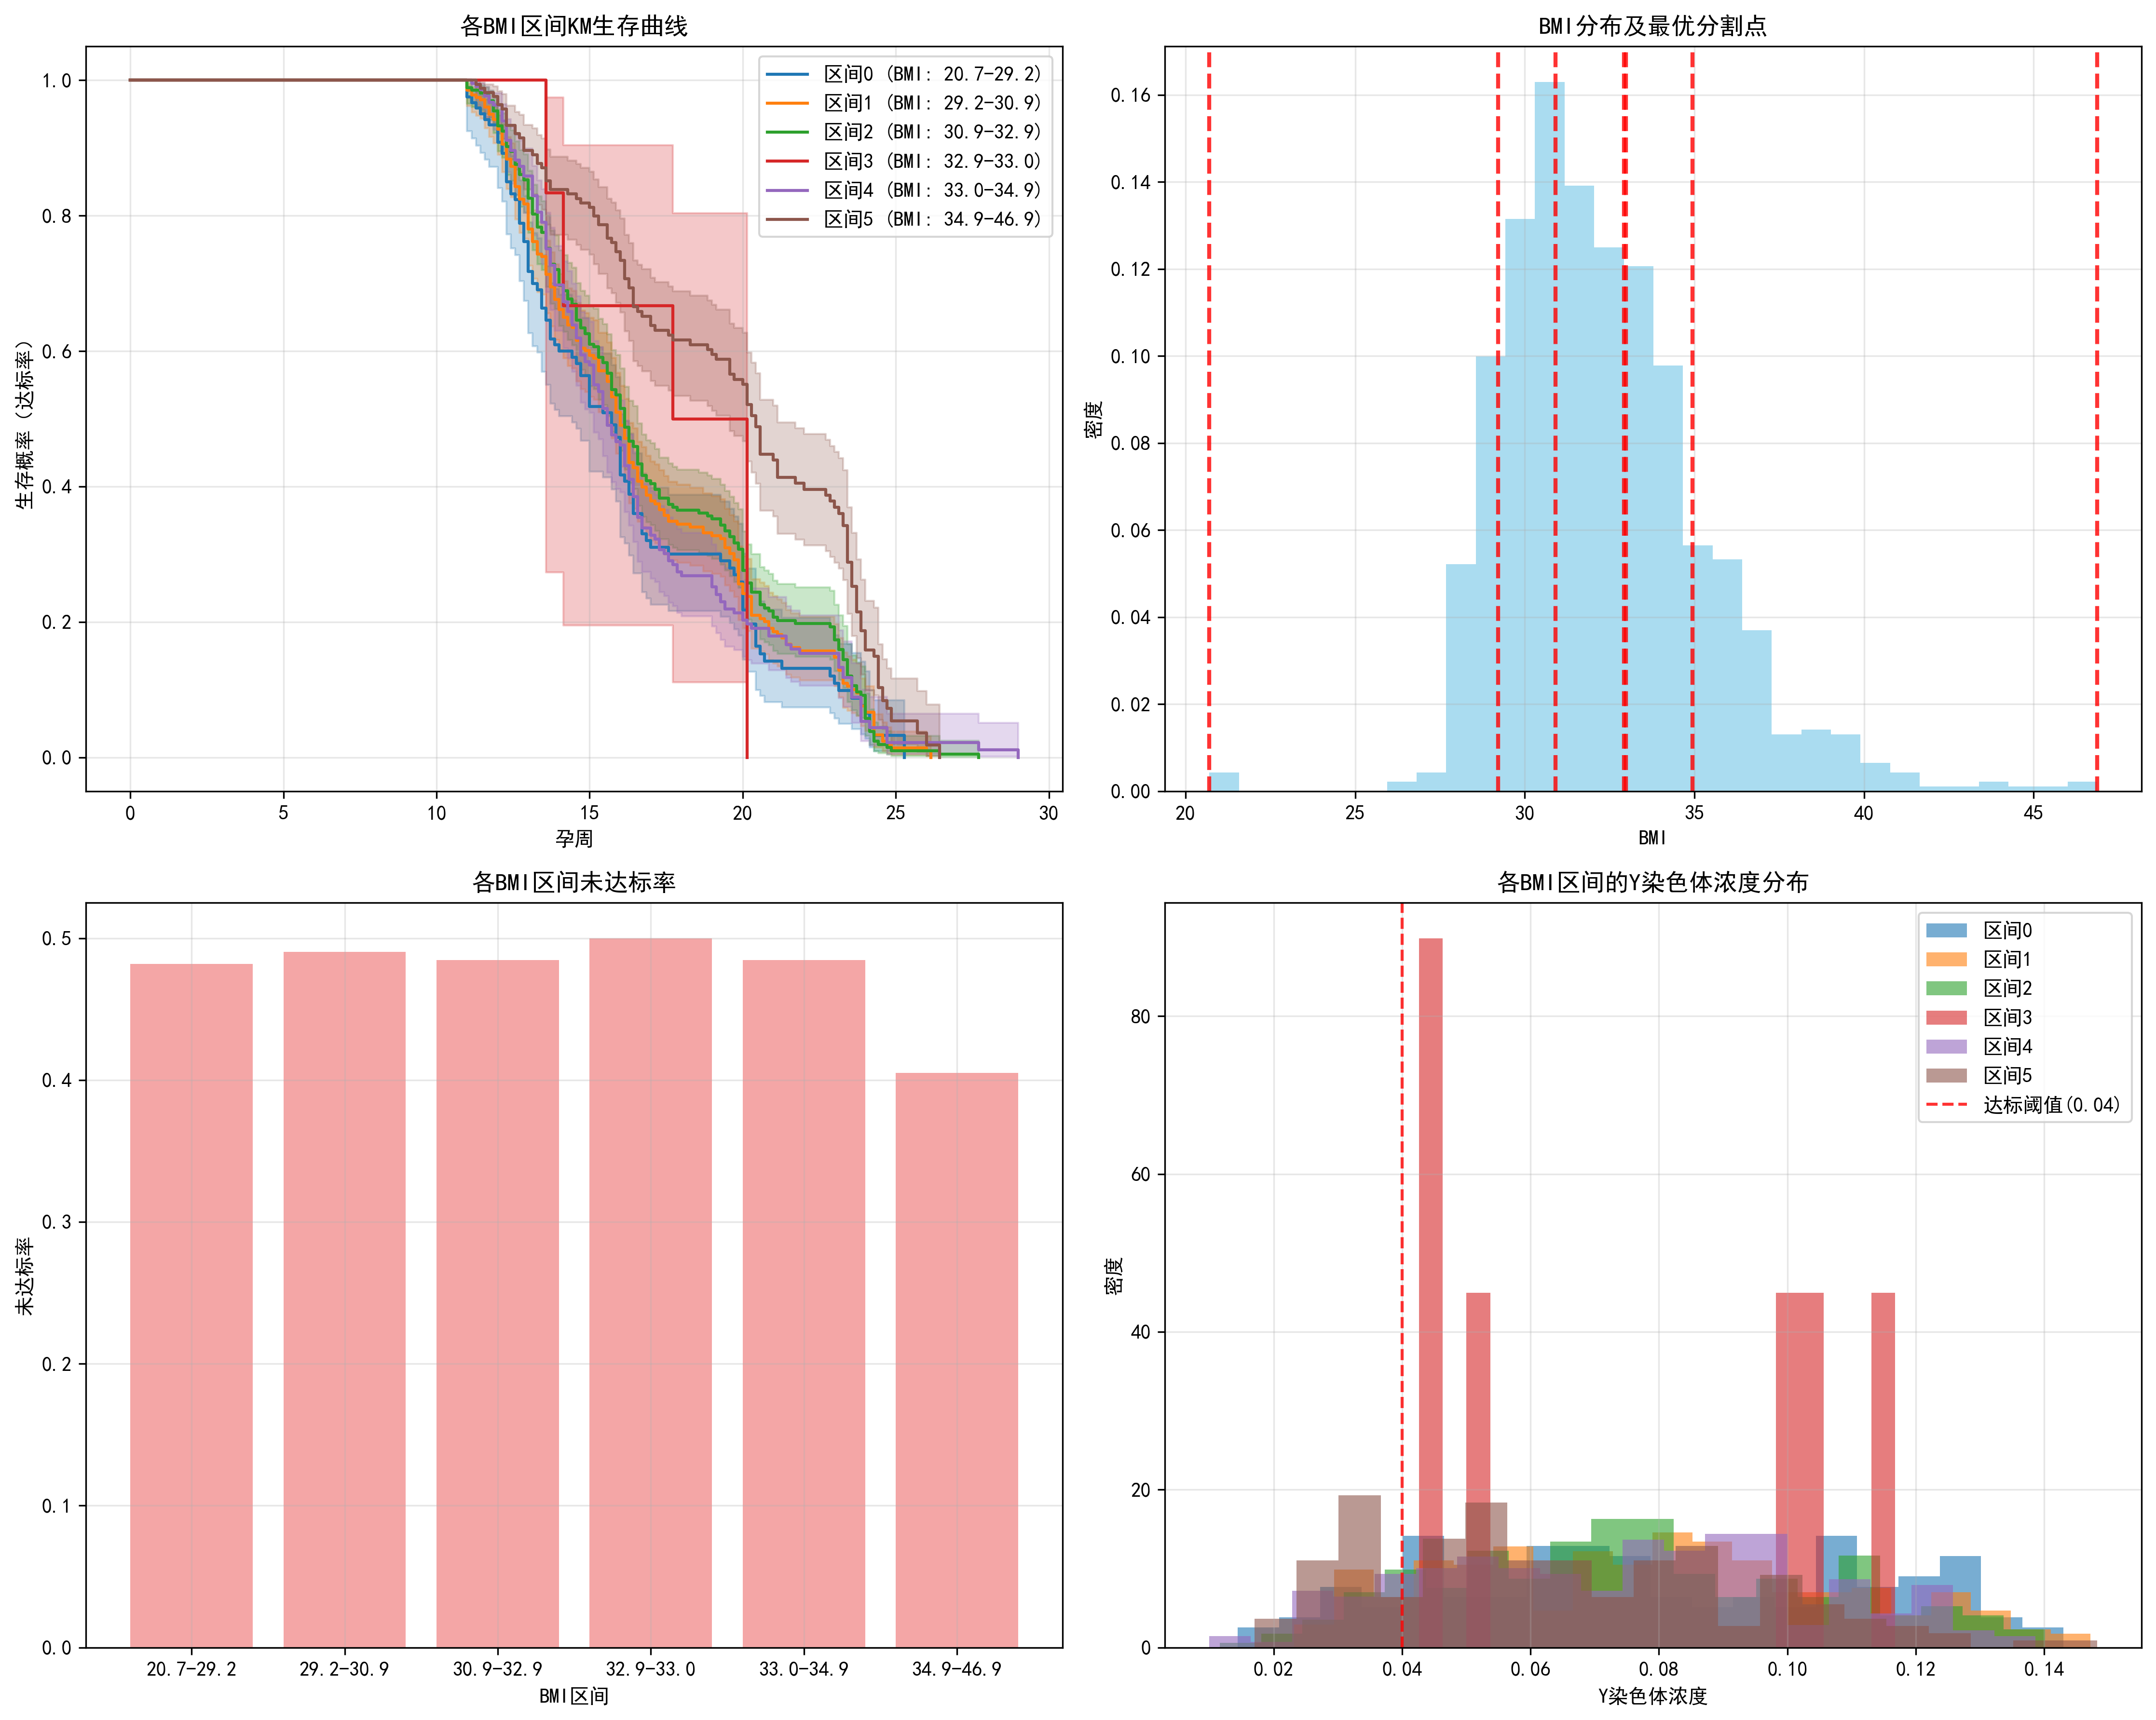 各BMI区间KM生存曲线
生存概率（达标率）
1.0
0.8
0.6
0.4
0.2
0.0
区间0 (BMI: 20.7-29.2)
区间1 (BMI: 29.2-30.9)
区间2 (BMI: 30.9-32.9)
区间3 (BMI: 32.9-33.0)
区间4 (BMI: 33.0-34.9)
区间5 (BMI: 34.9-46.9)
0 5 10 15 20 25 30
孕周
BMI分布及最优分割点
密度
0.16
0.14
0.12
0.10
0.08
0.06
0.04
0.02
0.00
20 25 30 35 40 45
BMI
各BMI区间未达标率
未达标率
0.5
0.4
0.3
0.2
0.1
0.0
20.7-29.2 29.2-30.9 30.9-32.9 32.9-33.0 33.0-34.9 34.9-46.9
BMI区间
各BMI区间的Y染色体浓度分布
密度
80
60
40
20
0
区间0
区间1
区间2
区间3
区间4
区间5
达标阈值(0.04)
0.02 0.04 0.06 0.08 0.10 0.12 0.14
Y染色体浓度